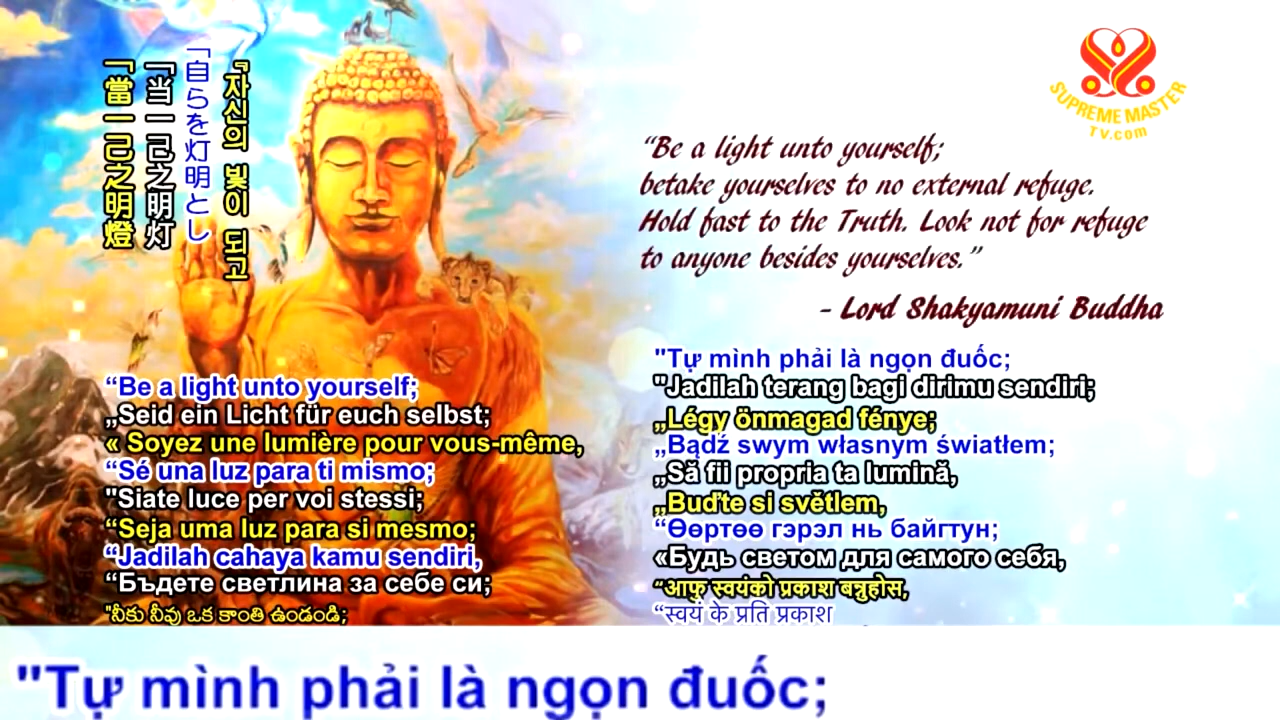 「當一己之明燈
「当一己之明灯
「自らを灯明とし
『자신의 빛이 되고
SUPREME MASTER
TV.com
“Be a light unto yourself;
betake yourselves to no external refuge.
Hold fast to the Truth. Look not for refuge
to anyone besides yourselves.”
- Lord Shakyamuni Buddha
“Be a light unto yourself;
„Seid ein Licht für euch selbst;
« Soyez une lumière pour vous-même,
“Sé una luz para ti mismo;
"Siate luce per voi stessi;
“Seja uma luz para si mesmo;
“Jadilah cahaya kamu sendiri,
“Бъдете светлина за себе си;
"నీకు నీవు ఒక కాంతి ఉండండి;
"Tự mình phải là ngọn đuốc;
"Jadilah terang bagi dirimu sendiri;
„Légy önmagad fénye;
„Bądź swym własnym światłem;
„Să fii propria ta lumină,
„Buďte si světlem,
“Өөртөө гэрэл нь байгтун;
«Будь светом для самого себя,
“आफु स्वयंको प्रकाश बन्नुहोस,
“स्वयं के प्रति प्रकाश
"Tự mình phải là ngọn đuốc;